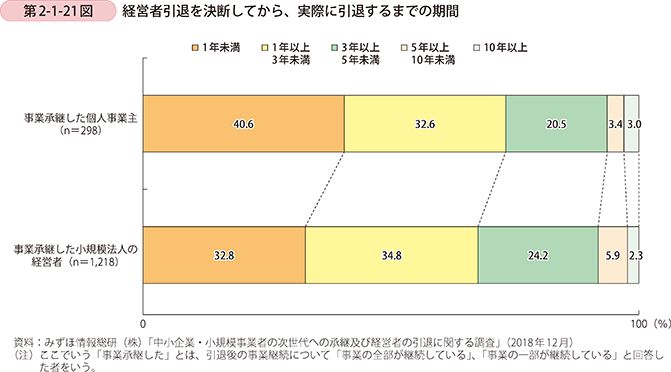 第2-1-21図 経営者引退を決断してから、実際に引退するまでの期間
1年未満 1年以上 3年以上 5年以上 10年以上
3年未満 5年未満 10年未満
事業承継した個人事業主
(n=298)
40.6 32.6 20.5 3.4 3.0
事業承継した小規模法人の
経営者(n=1,218)
32.8 34.8 24.2 5.9 2.3
0 100(%)
資料:みずほ情報総研(株)「中小企業・小規模事業者の次世代への承継及び経営者の引退に関する調査」(2018年12月)
(注)ここでいう「事業承継した」とは、引退後の事業継続について「事業の全部が継続している」、「事業の一部が継続している」と回答し
た者をいう。